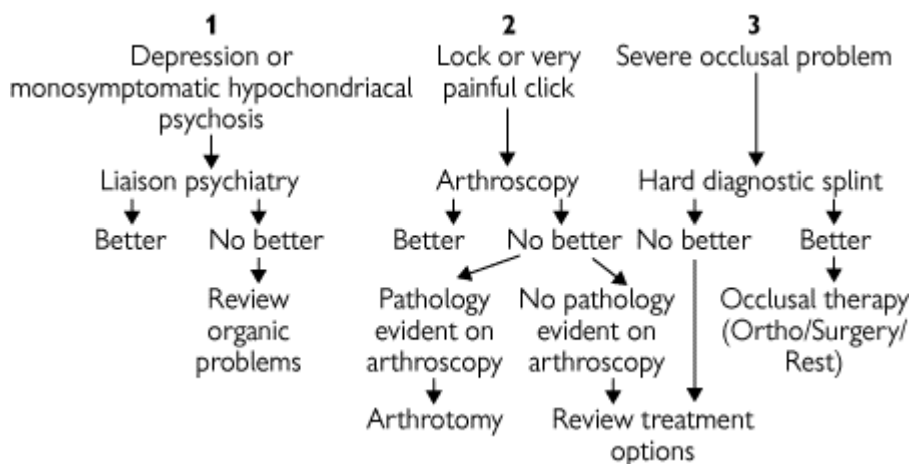 1
Depression or
monosymptomatic hypochondriacal
psychosis
Liaison psychiatry
Better
No better
Review
organic
problems
2
Lock or very
painful click
Arthroscopy
Better
No better
Pathology
evident on
arthroscopy
Arthrotomy
No pathology
evident on
arthroscopy
Review treatment
options
3
Severe occlusal problem
Hard diagnostic splint
No better
Better
Occlusal therapy
(Ortho/Surgery/
Rest)